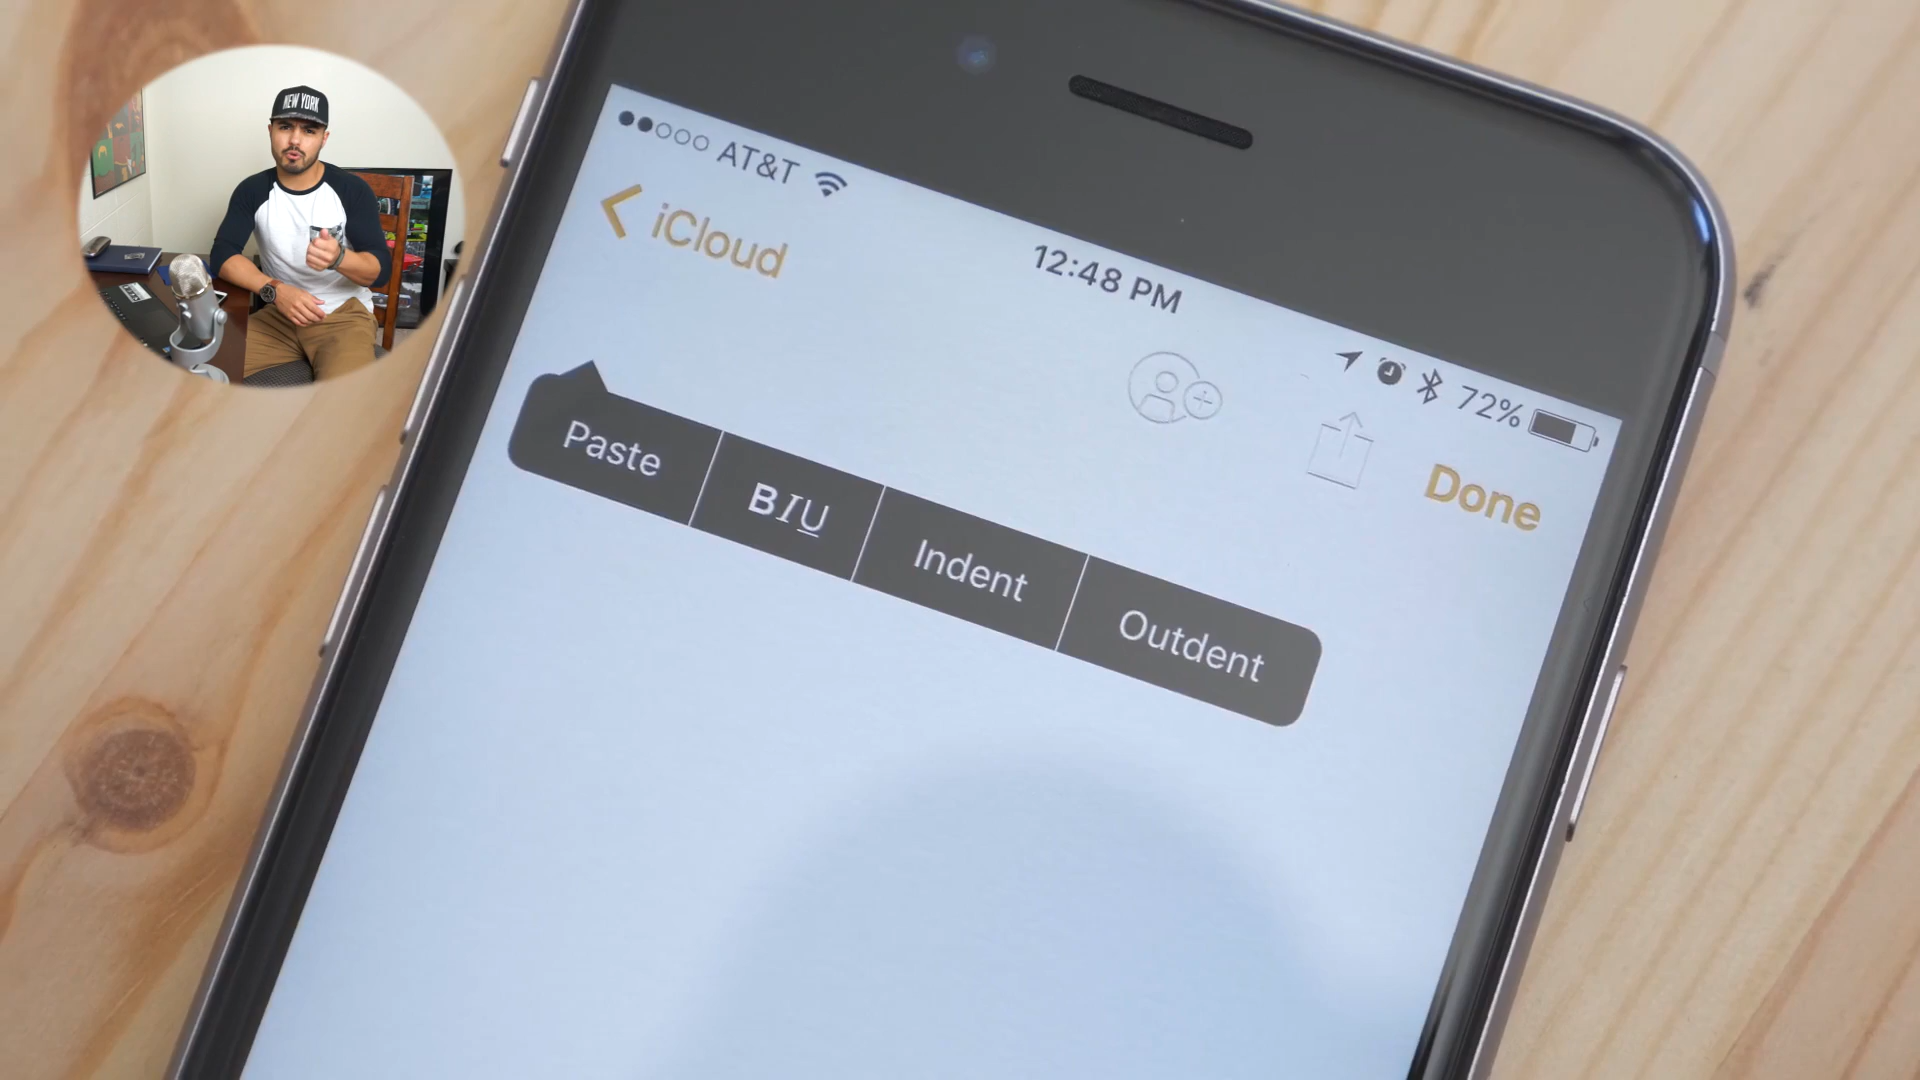 NEW YORK
AT&T
12:48 PM
72%
iCloud
Done
Paste
BIU
Indent
Outdent